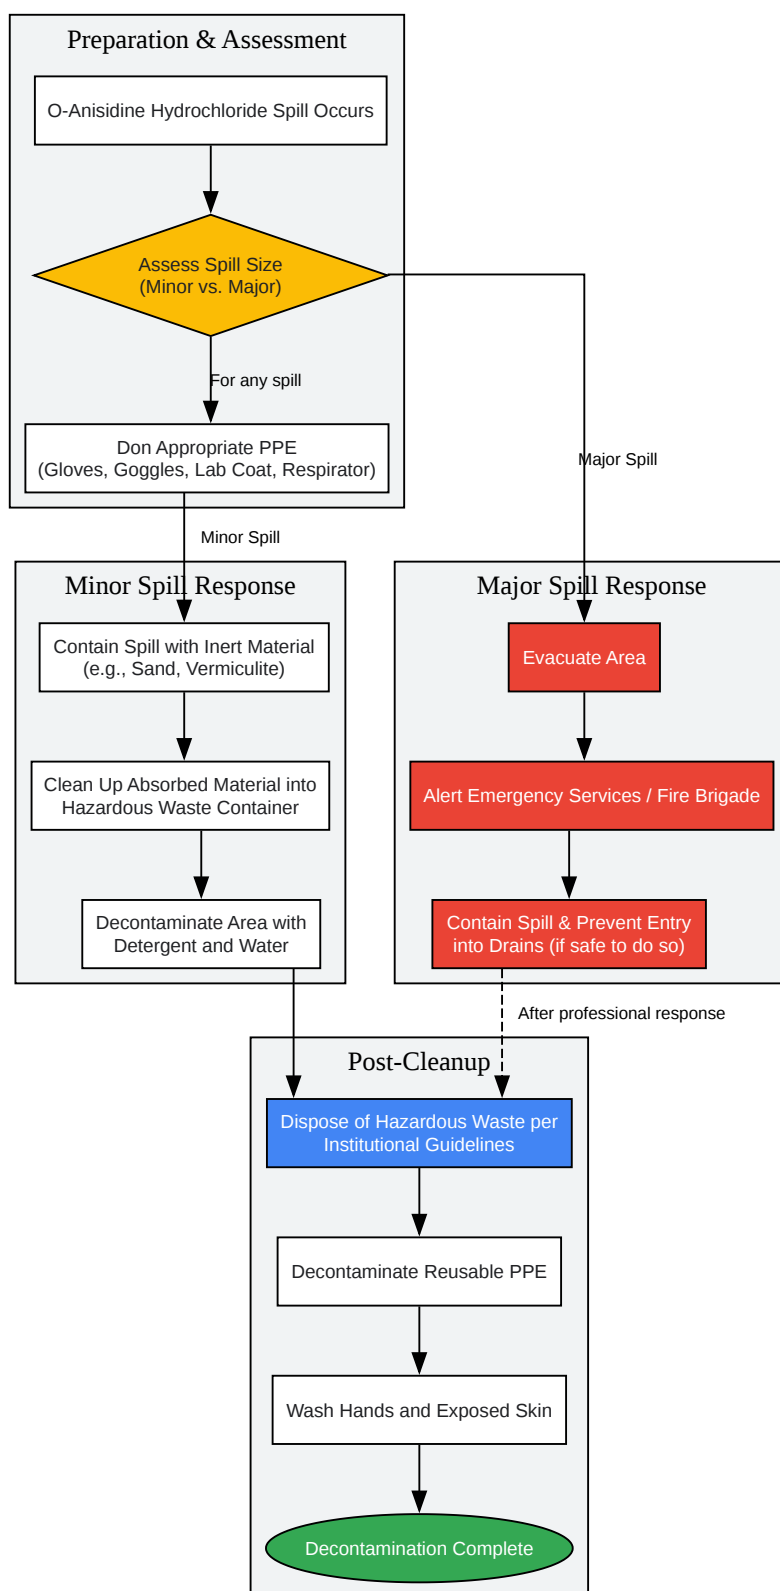 Preparation & Assessment
O-Anisidine Hydrochloride Spill Occurs
Assess Spill Size
(Minor vs. Major)
For any spill
Don Appropriate PPE
(Gloves, Goggles, Lab Coat, Respirator)
Major Spill
Minor Spill
Minor Spill Response
Contain Spill with Inert Material
(e.g., Sand, Vermiculite)
Clean Up Absorbed Material into
Hazardous Waste Container
Decontaminate Area with
Detergent and Water
Major Spill Response
Evacuate Area
Alert Emergency Services / Fire Brigade
Contain Spill & Prevent Entry
into Drains (if safe to do so)
After professional response
Post-Cleanup
Dispose of Hazardous Waste per
Institutional Guidelines
Decontaminate Reusable PPE
Wash Hands and Exposed Skin
Decontamination Complete